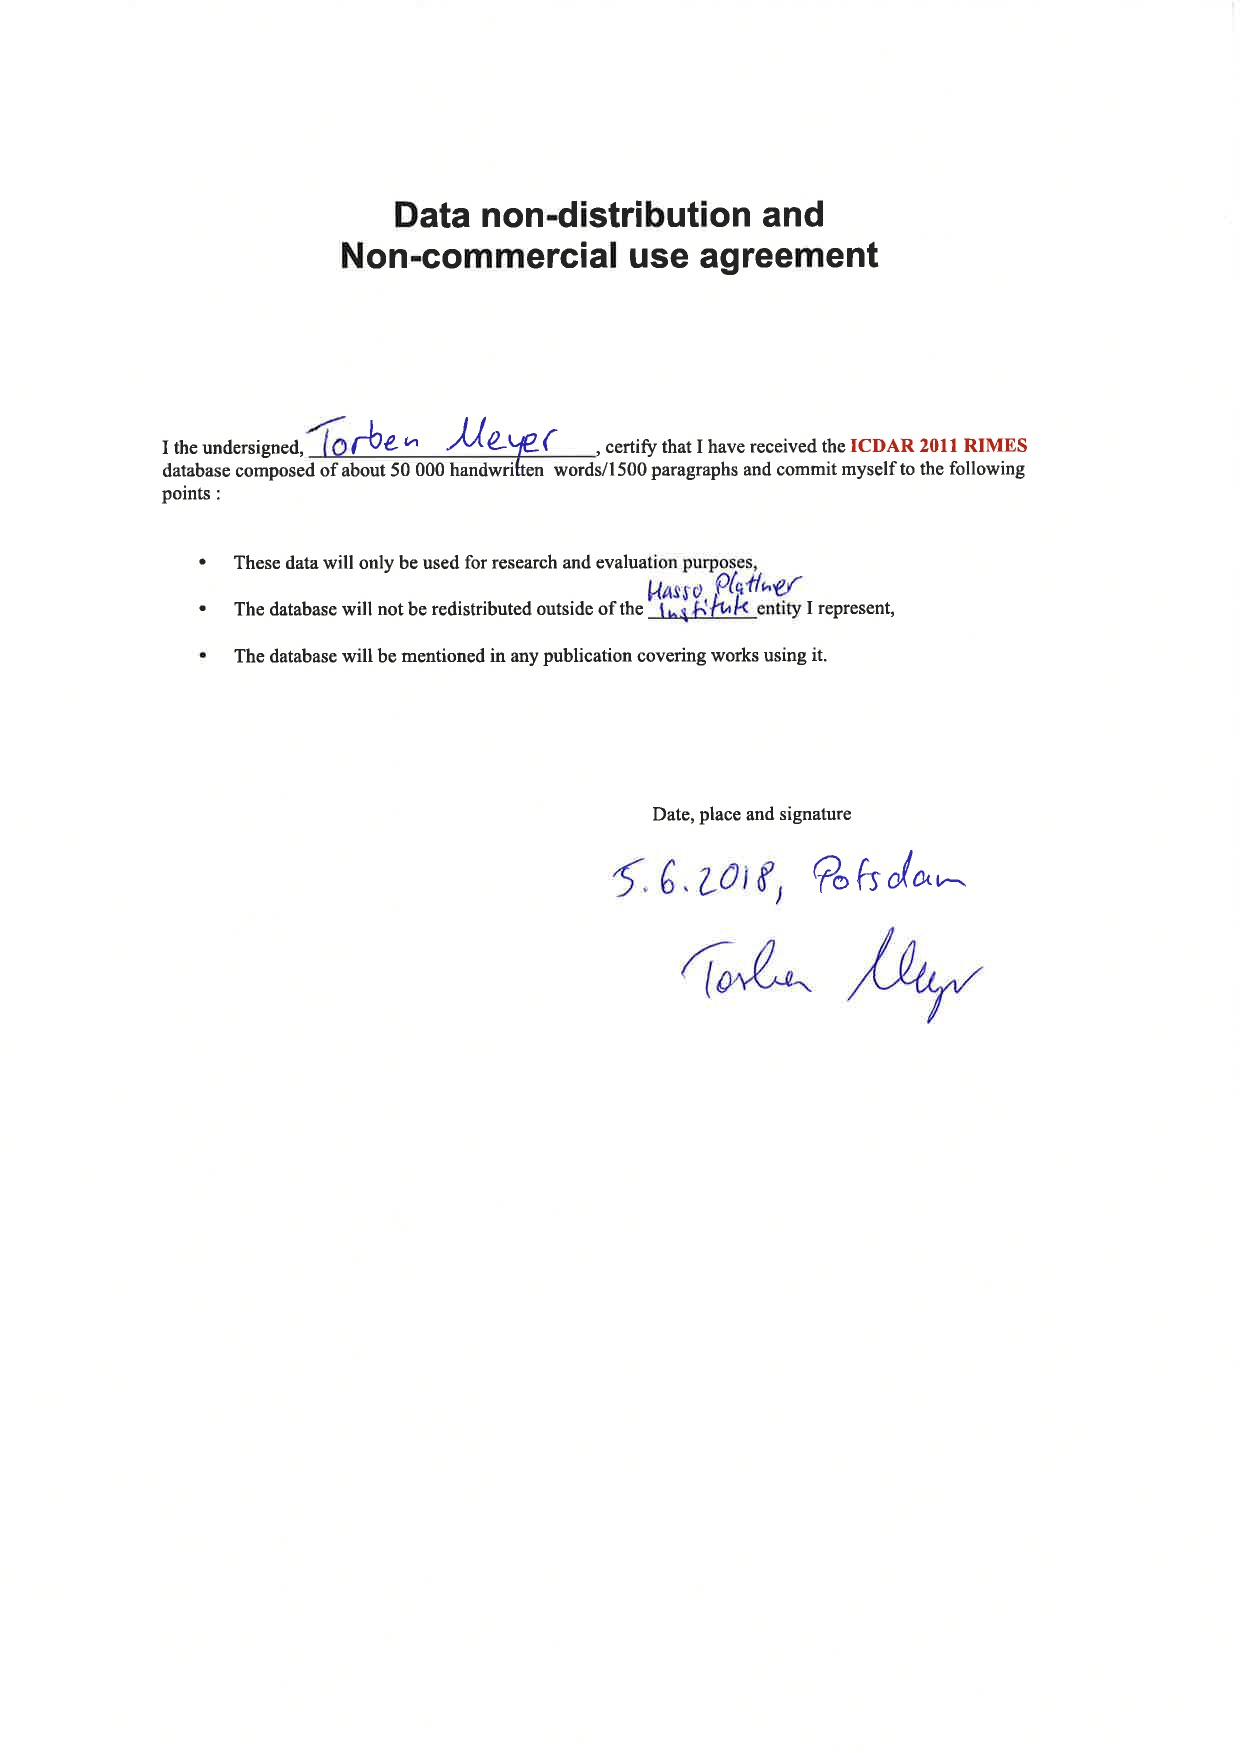 Data non-distribution and
Non-commercial use agreement
I the undersigned, Torben Meyer, certify that I have received the ICDAR 2011 RIMES
database composed of about 50 000 handwritten words/1500 paragraphs and commit myself to the following
points :
• These data will only be used for research and evaluation purposes,
Hasso Plattner
• The database will not be redistributed outside of the Institute entity I represent,
• The database will be mentioned in any publication covering works using it.
Date, place and signature
5.6.2018, Potsdam
Torben Meyer